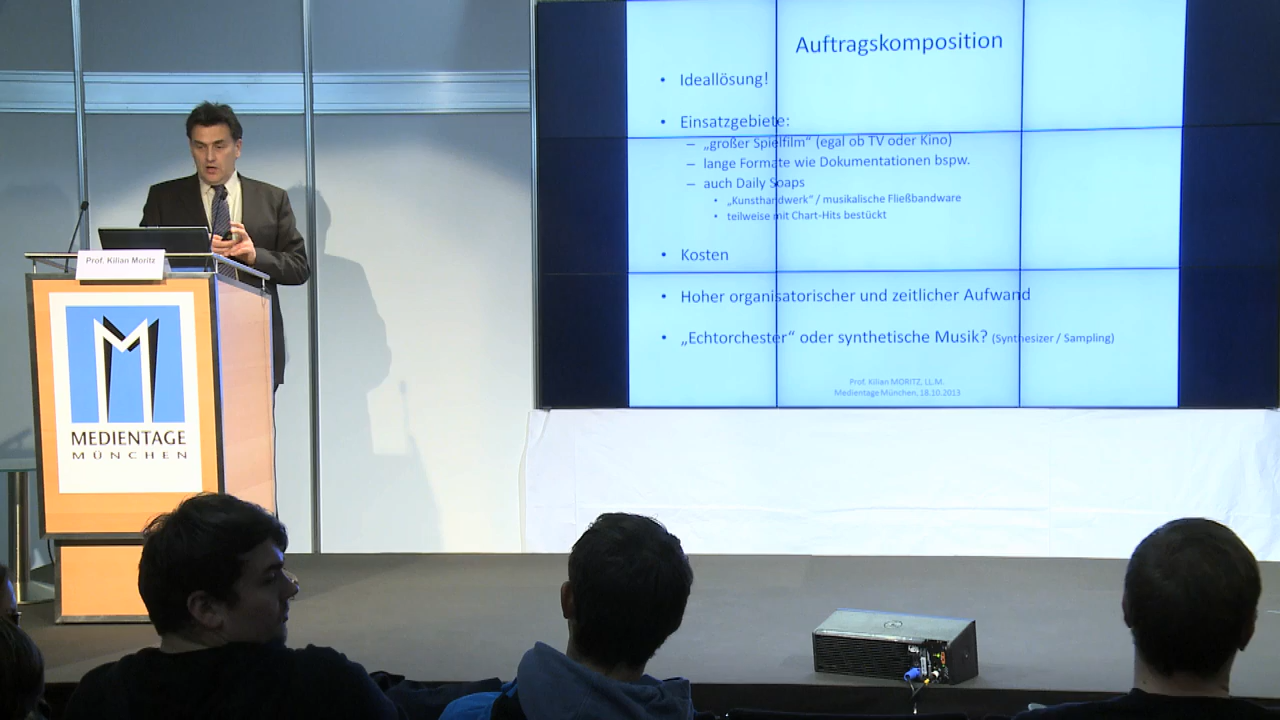 Auftragskomposition
• Ideallösung!
• Einsatzgebiete:
– „großer Spielfilm“ (egal ob TV oder Kino)
– lange Formate wie Dokumentationen bspw.
– auch Daily Soaps
• „Kunsthandwerk“ / musikalische Fließbandware
• teilweise mit Chart-Hits bestückt
• Kosten
• Hoher organisatorischer und zeitlicher Aufwand
• „Echtorchester“ oder synthetische Musik? (Synthesizer / Sampling)
Prof. Kilian MORITZ, LL.M.
Medientage München, 18.10.2013
Prof. Kilian Moritz
M
MEDIENTAGE
MÜNCHEN